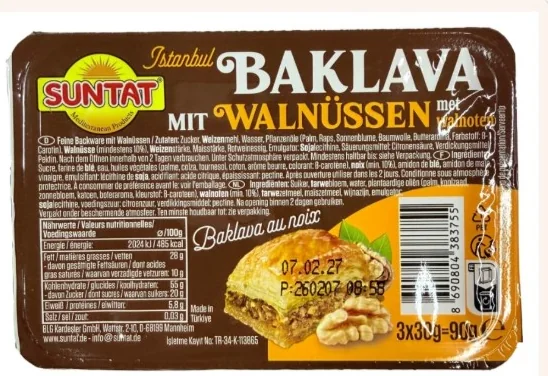 Istanbul BAKLAVA
SUNTAT
Mediterranean Products
MIT WALNÜSSEN met walnoten
D Feine Backware mit Walnüssen / Zutaten: Zucker, Weizenmehl, Wasser, Pflanzenöle (Palm, Raps, Sonnenblume, Baumwolle, Butteraroma, Farbstoff: ß-
Carotin), Walnüsse (mindestens 10%), Weizenstärke, Maisstärke, Rotweinessig, Emulgator: Sojalecithine, Säuerungsmittel: Citronensäure, Verdickungsmittel:
Pektin. Nach dem Öffnen innerhalb von 2 Tagen verbrauchen. Unter Schutzatmosphäre verpackt. Mindestens haltbar bis: siehe Verpackung. F
Sucre, farine de blé, eau, huiles végétales (palme, colza, tournesol, coton, arôme beurre, colorant: β-carotène), noix (min. 10%), amidon de blé, amidon de
vinaigre, émulsifiant: lécithine de soja, acidifiant: acide citrique, épaississant: pectine. Après ouverture utiliser dans les 2 jours. Conditionné sous atmosphère
protectrice. A consommer de préférence avant: le voir l'emballage. NL Ingrediënten: Suiker, tarwebloem, water, plantaardige oliën (palm, koolzaad,
zonnebloem, katoen, boteraroma, kleurstof: ß-caroteen), walnoten (min. 10%), tarwezetmeel, maïszetmeel, wijnazijn, emulgator:
sojalecithine, voedingszuur: citroenzuur, verdikkingsmiddel: pectine. Na opening binnen 2 dagen gebruiken.
Verpakt onder beschermende atmosfeer. Ten minste houdbaar tot: zie verpakking.
Nährwerte / Valeurs nutritionnelles/
Voedingswaarde ø/100g
Energie / énergie: 2024 kJ / 485 kcal
Fett / matières grasses / vetten 28 g
- davon gesättigte Fettsäuren / dont acides
gras saturés / waarvan verzadigde vetzuren: 10 g
Kohlenhydrate / glucides / koolhydraten: 55 g
- davon Zucker / dont sucres / waarvan suikers: 20 g
Eiweiß / protéines / eiwitten: 5,8 g
Salz / sel / zout: 0,03 g
Baklava au noix
07.02.27
P:260207 08:58
Made in
Türkiye
BLG Kardesler GmbH, Wattstr. 2-10, D-68199 Mannheim
www.suntat.de - info@suntat.de
İşletme Kayıt No: TR-34-K-113665
8 690804 383755
3x30g=90g e